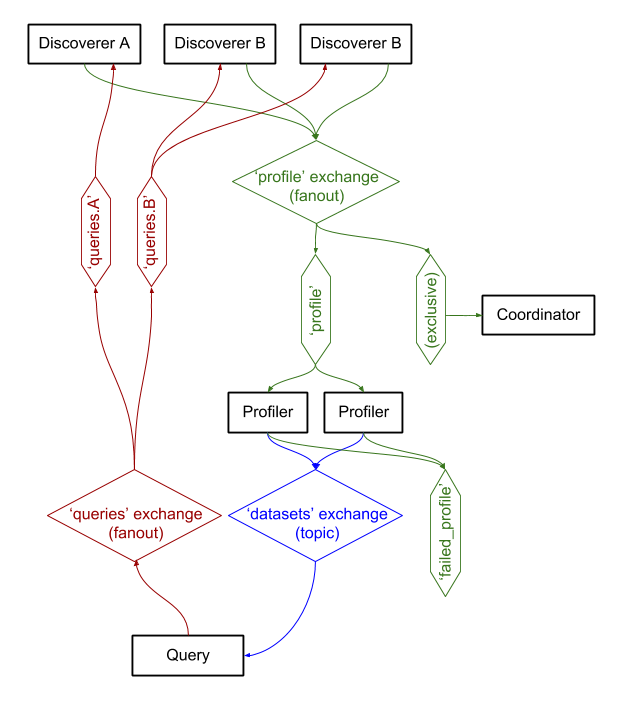 Discoverer A
Discoverer B
Discoverer B
‘profile’ exchange
(fanout)
‘queries.A’
‘queries.B’
‘profile’
(exclusive)
Coordinator
Profiler
Profiler
‘queries’ exchange
(fanout)
‘datasets’ exchange
(topic)
‘failed_profile’
Query